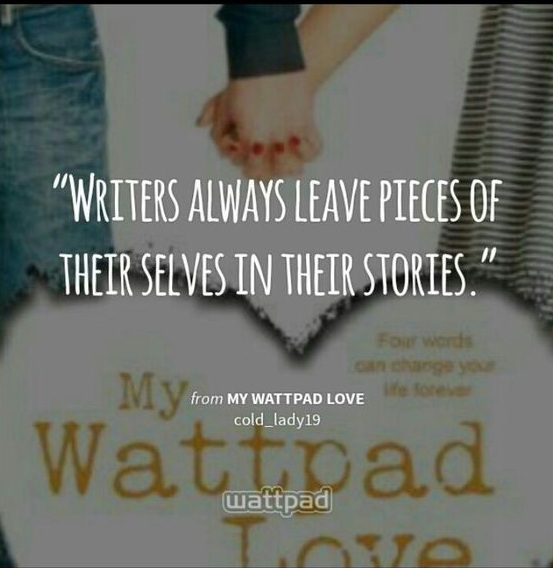 “WRITERS ALWAYS LEAVE PIECES OF
THEIR SELVES IN THEIR STORIES.”
Four words
can change your
life forever
My
from MY WATTPAD LOVE
cold_lady19
Wattpad
wattpad
Love